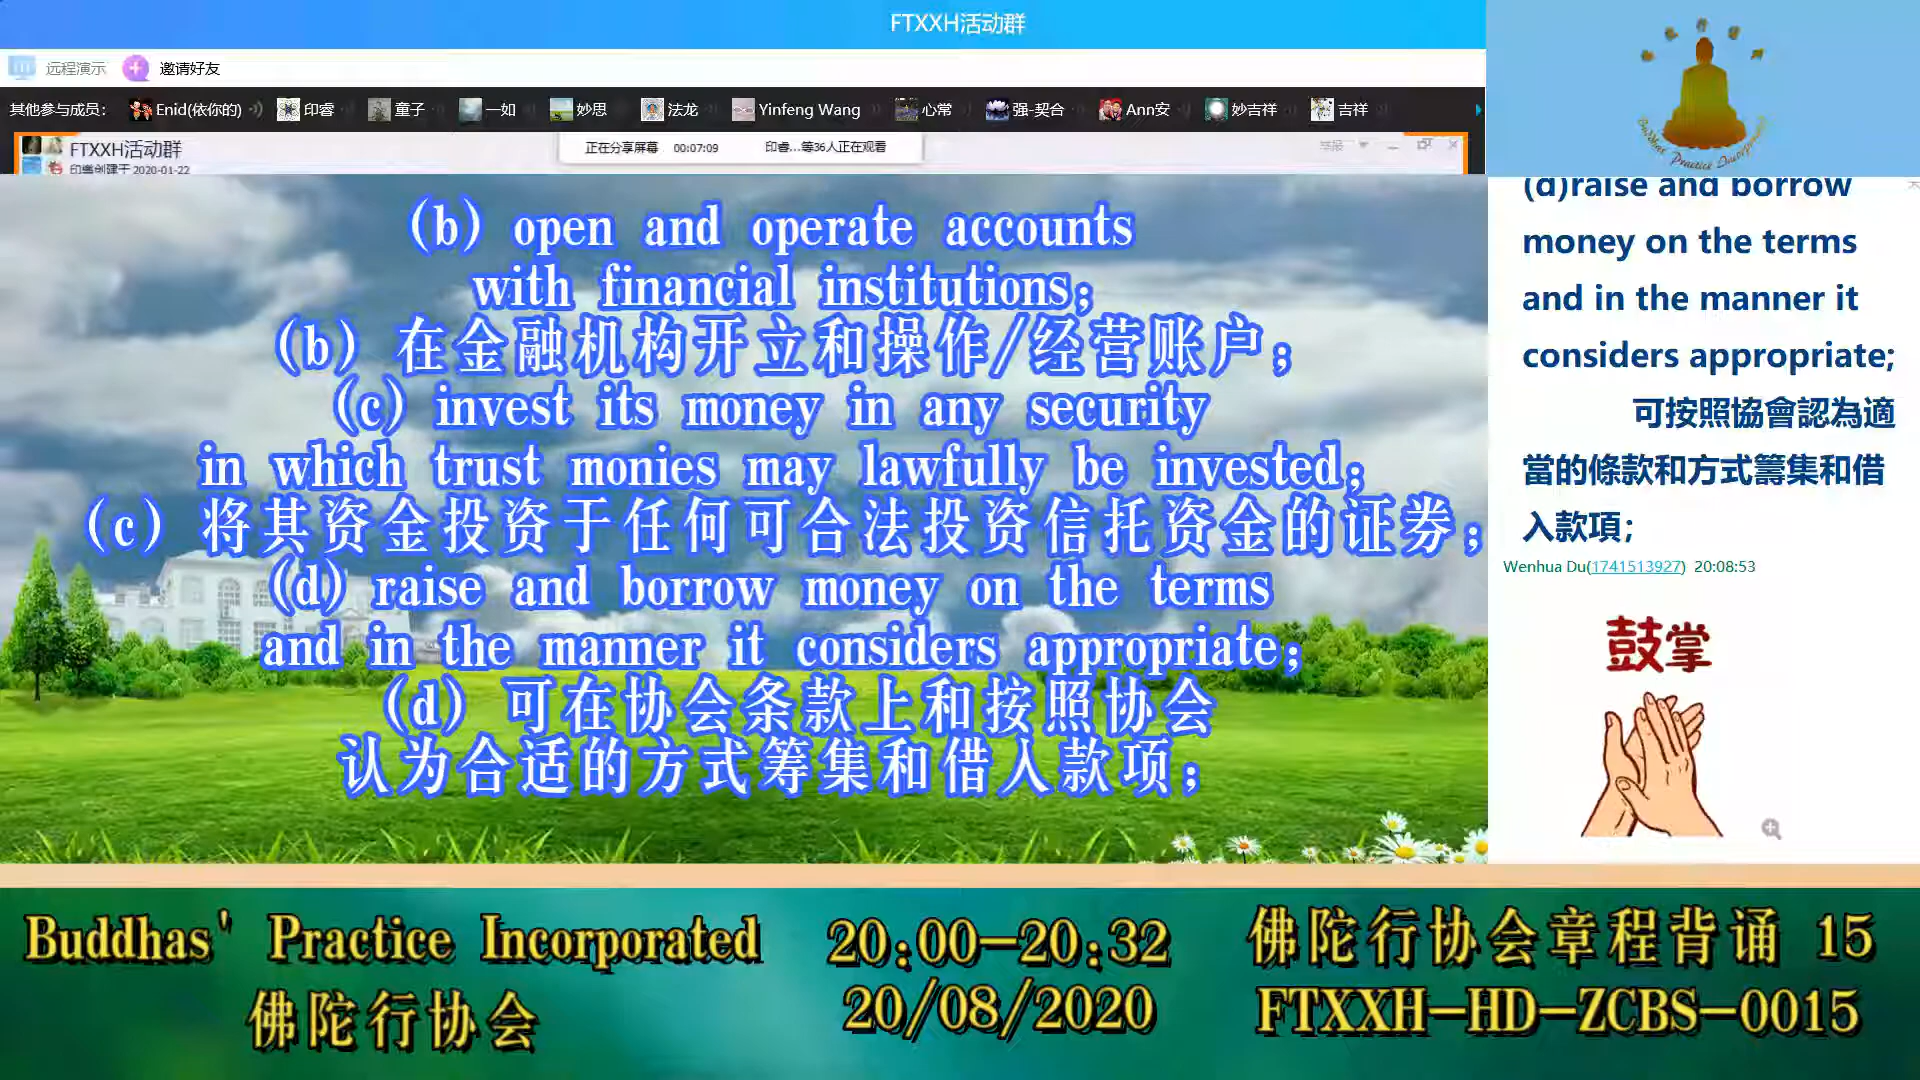 FTXXH活动群
远程演示 邀请好友
其他参与成员: Enid(依你的) 印睿 童子 一如 妙思 法龙 Yinfeng Wang 心常 强-契合 Ann安 妙吉祥 吉祥
FTXXH活动群
正在分享屏幕 00:07:09 印睿...等36人正在观看
举报
创建于 2020-01-22
(b) open and operate accounts
with financial institutions;
(b) 在金融机构开立和操作/经营账户;
(c) invest its money in any security
in which trust monies may lawfully be invested;
(c) 将其资金投资于任何可合法投资信托资金的证券;
(d) raise and borrow money on the terms
and in the manner it considers appropriate;
(d) 可在协会条款上和按照协会
认为合适的方式筹集和借入款项;
Buddhas Practice Incorporated
(d)raise and borrow
money on the terms
and in the manner it
considers appropriate;
可按照協會認為適
當的條款和方式籌集和借
入款項;
Wenhua Du(1741513927) 20:08:53
鼓掌
Buddhas' Practice Incorporated
佛陀行协会
20:00-20:32
20/08/2020
佛陀行协会章程背诵 15
FTXXH-HD-ZCBS-0015